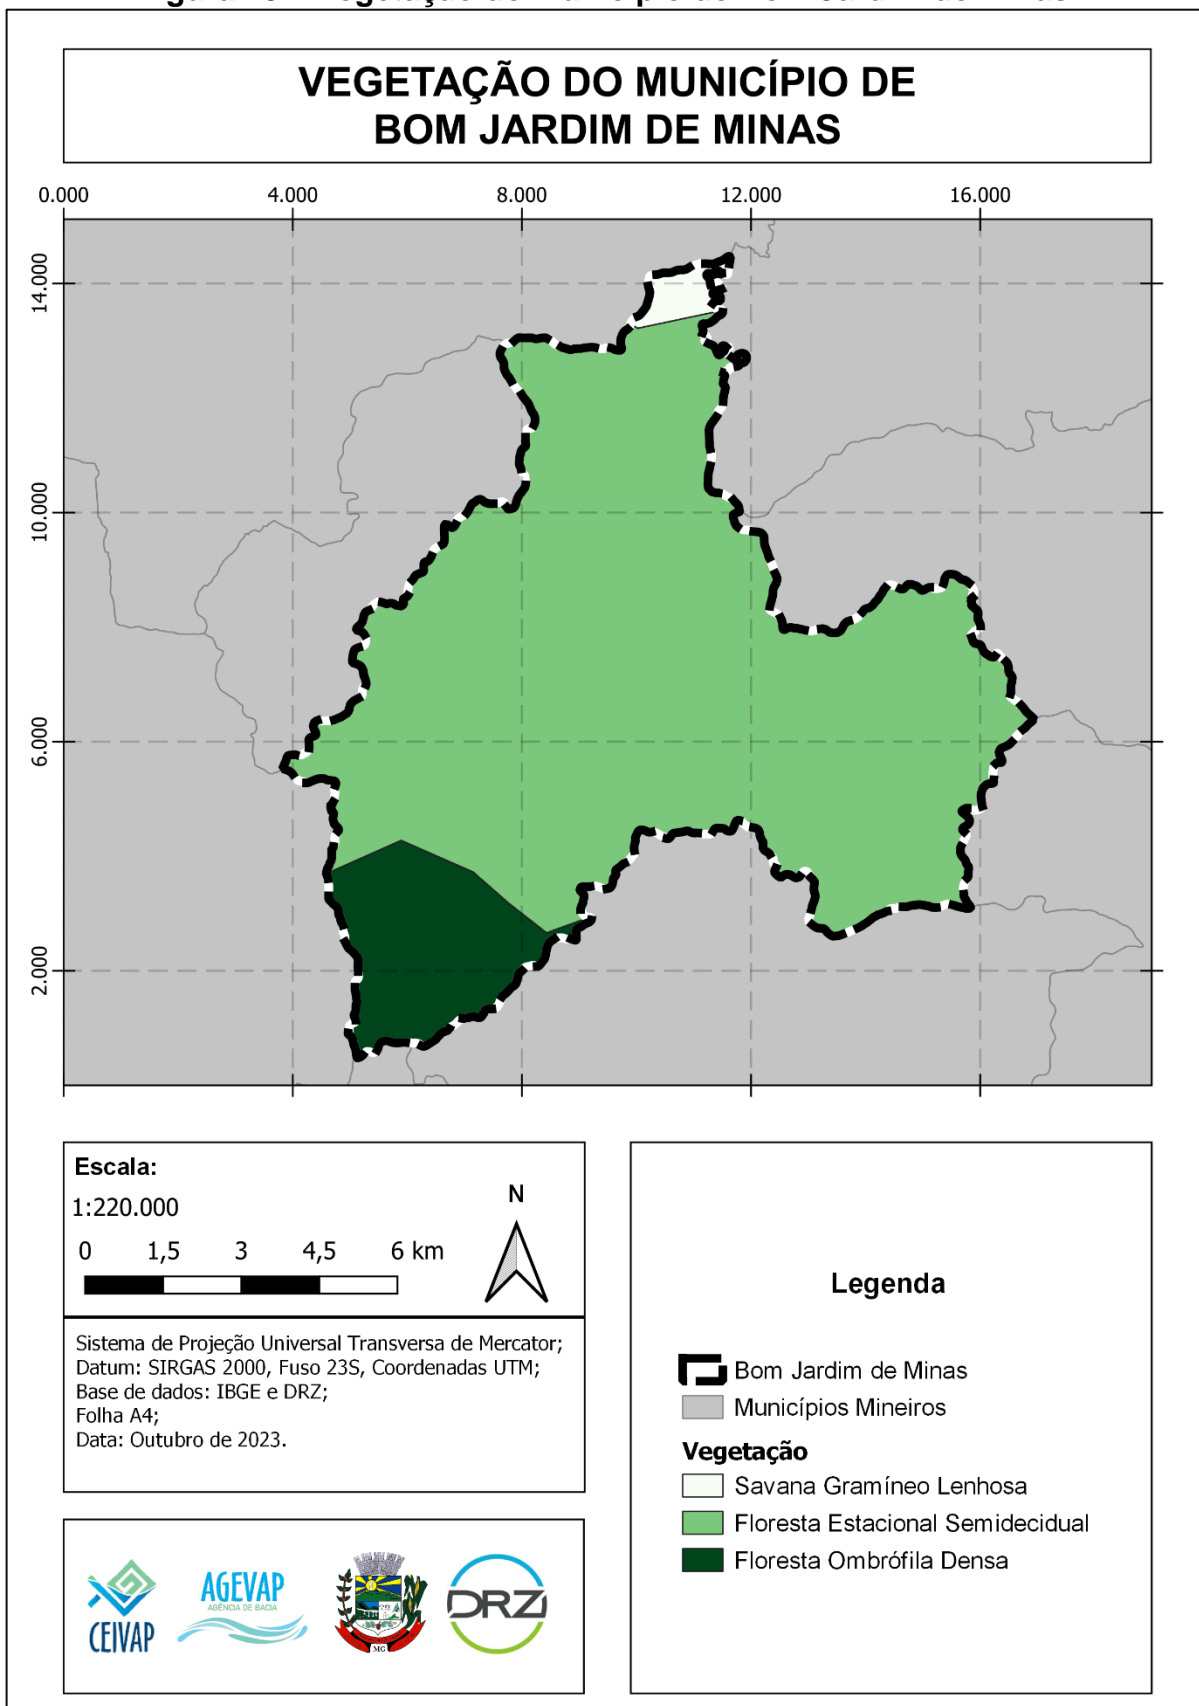 VEGETAÇÃO DO MUNICÍPIO DE
BOM JARDIM DE MINAS
0.000 4.000 8.000 12.000 16.000
14.000
10.000
6.000
2.000
Escala:
1:220.000
0 1,5 3 4,5 6 km
N
Sistema de Projeção Universal Transversa de Mercator;
Datum: SIRGAS 2000, Fuso 23S, Coordenadas UTM;
Base de dados: IBGE e DRZ;
Folha A4;
Data: Outubro de 2023.
Legenda
Bom Jardim de Minas
Municípios Mineiros
Vegetação
Savana Gramíneo Lenhosa
Floresta Estacional Semidecidual
Floresta Ombrófila Densa
CEIVAP
AGEVAP
AGÊNCIA DE BACIA
MG
DRZ